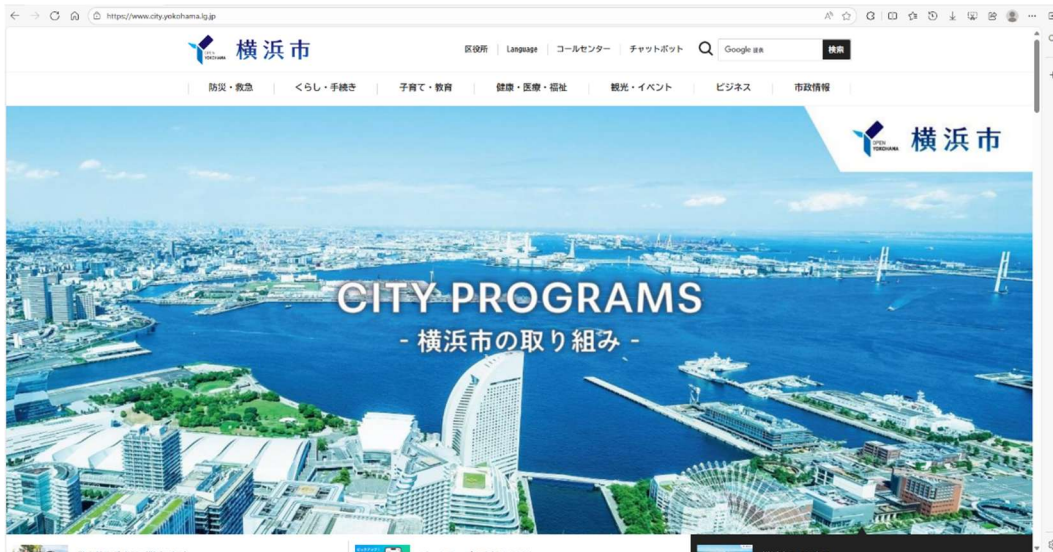 https://www.city.yokohama.lg.jp
OPEN YOKOHAMA 横浜市
区役所 Language コールセンター チャットボット Google 提供 検索
防災・救急 くらし・手続き 子育て・教育 健康・医療・福祉 観光・イベント ビジネス 市政情報
OPEN YOKOHAMA 横浜市
CITY PROGRAMS
- 横浜市の取り組み -